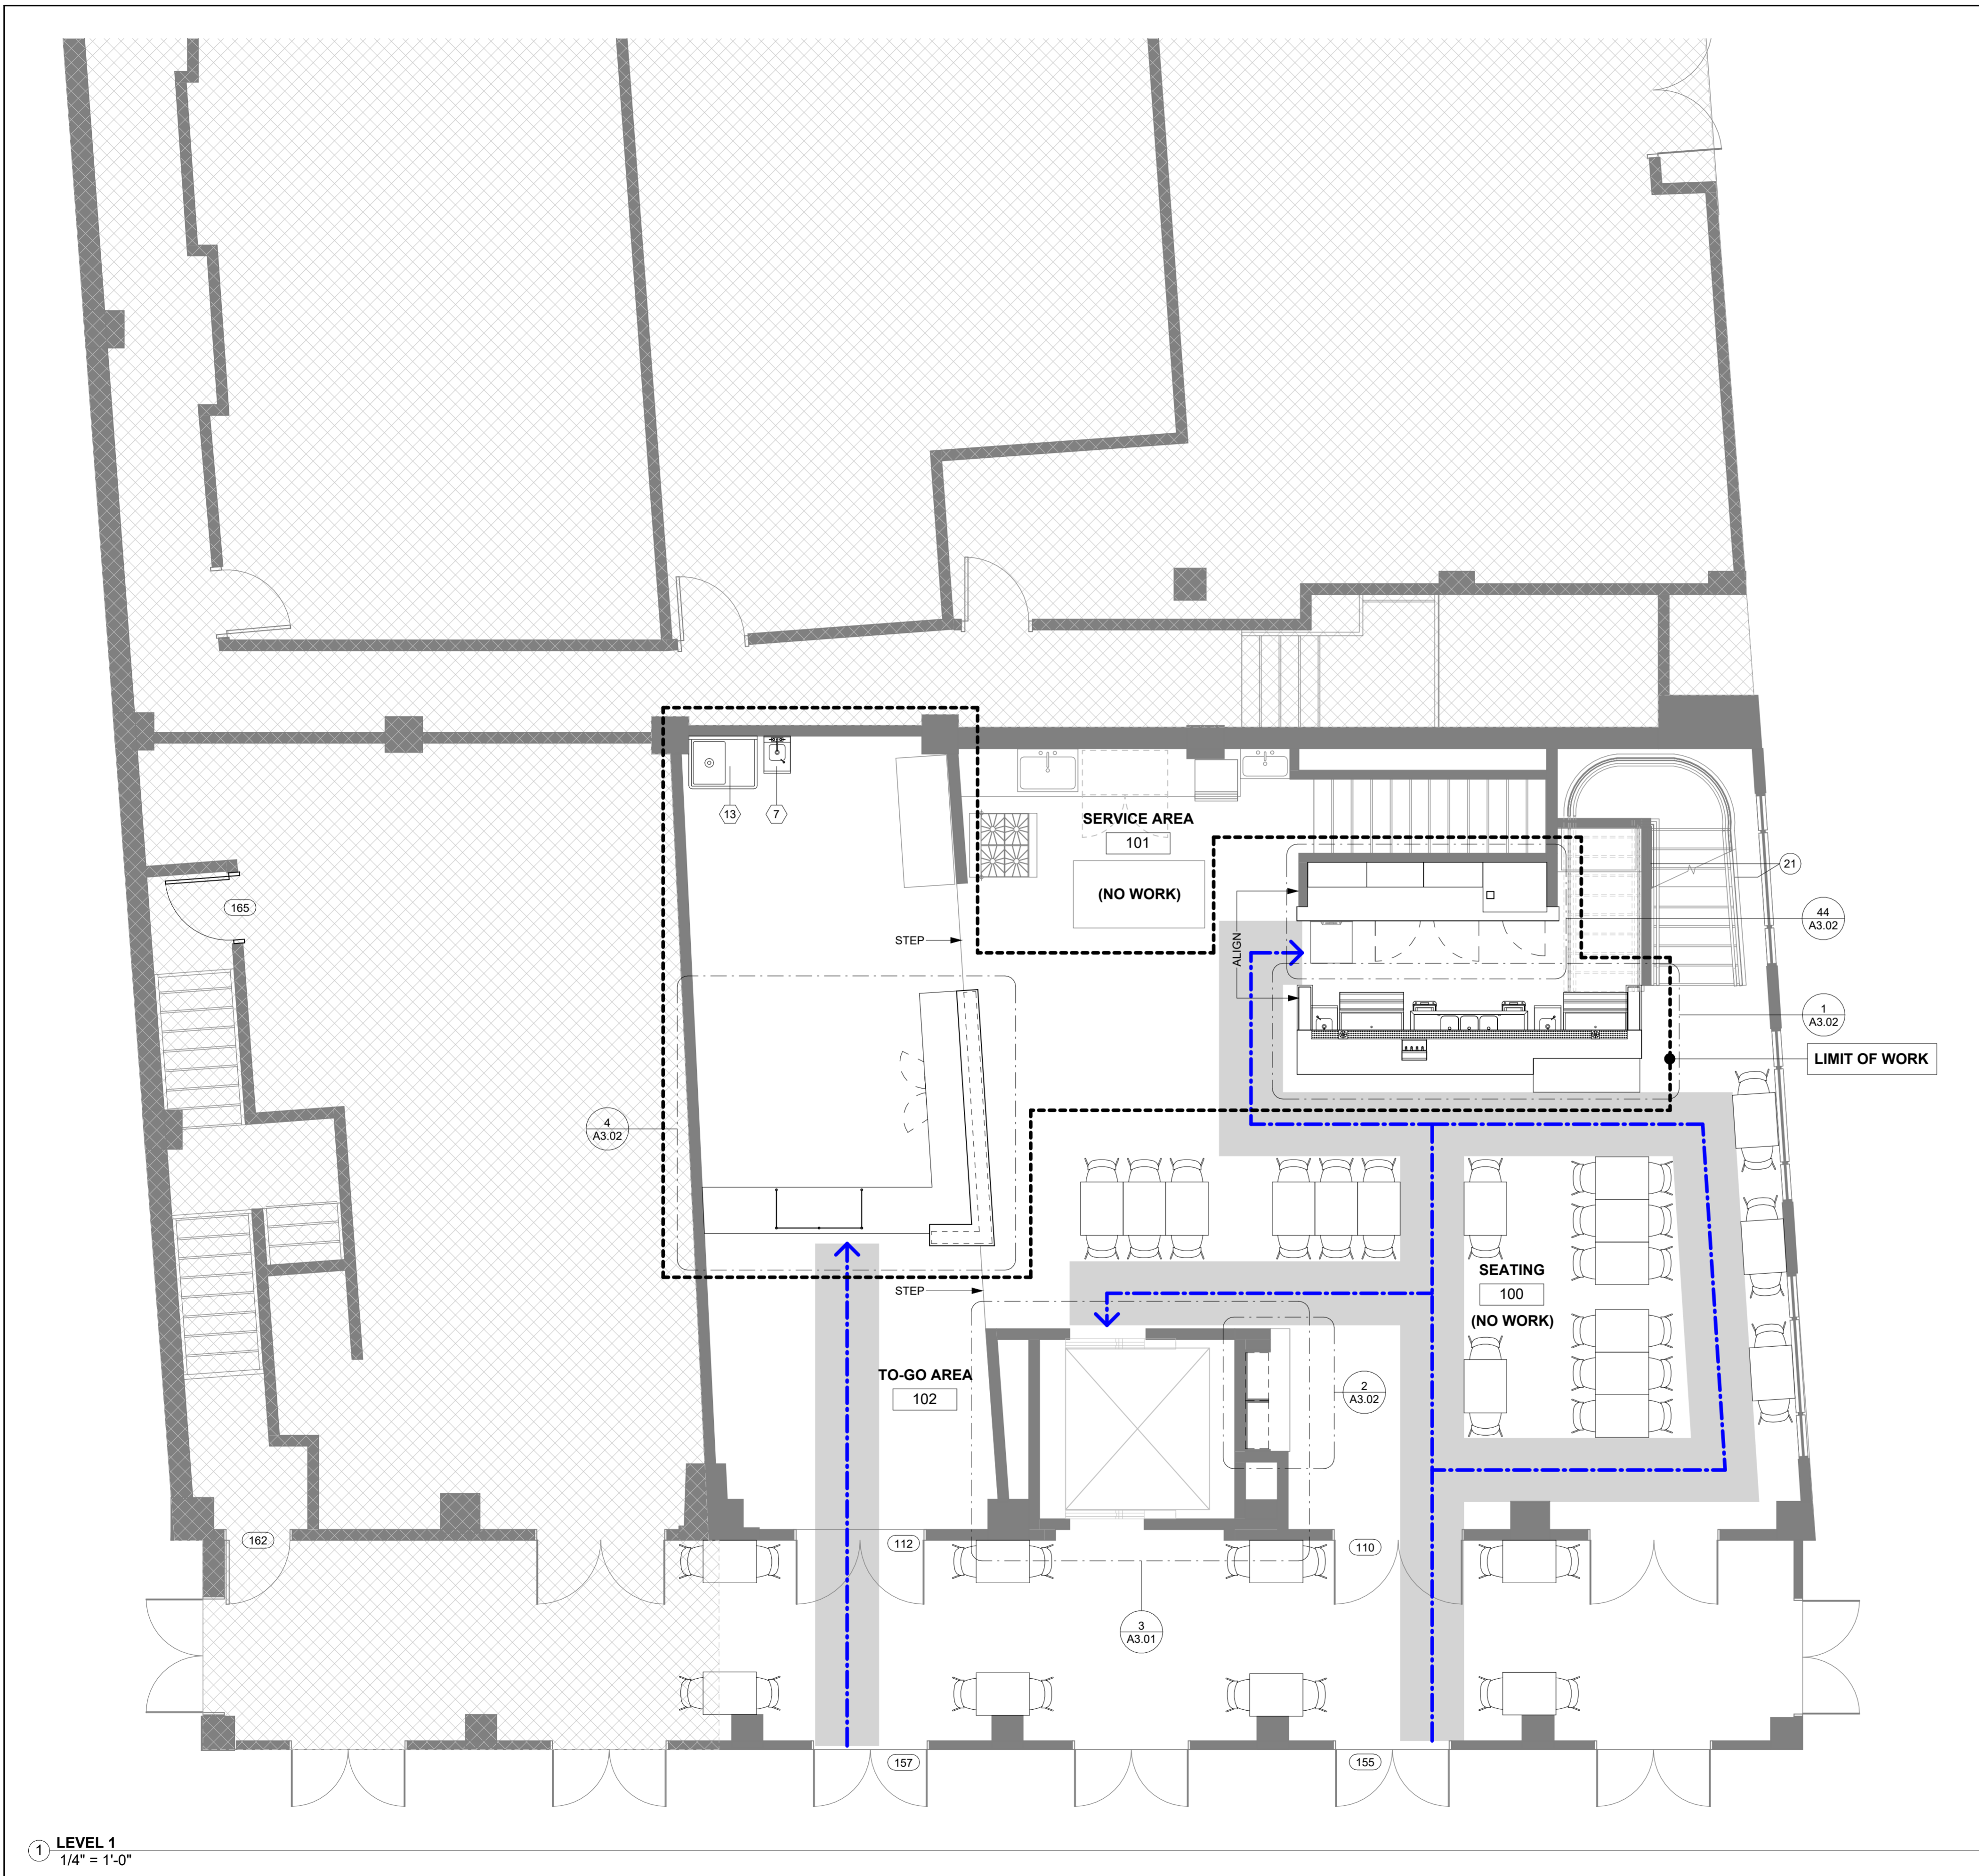 13
7
SERVICE AREA
101
(NO WORK)
21
165
44
A3.02
STEP
ALIGN
1
A3.02
LIMIT OF WORK
4
A3.02
SEATING
100
(NO WORK)
STEP
TO-GO AREA
102
2
A3.02
162
112
110
3
A3.01
157
155
1
LEVEL 1
1/4" = 1'-0"